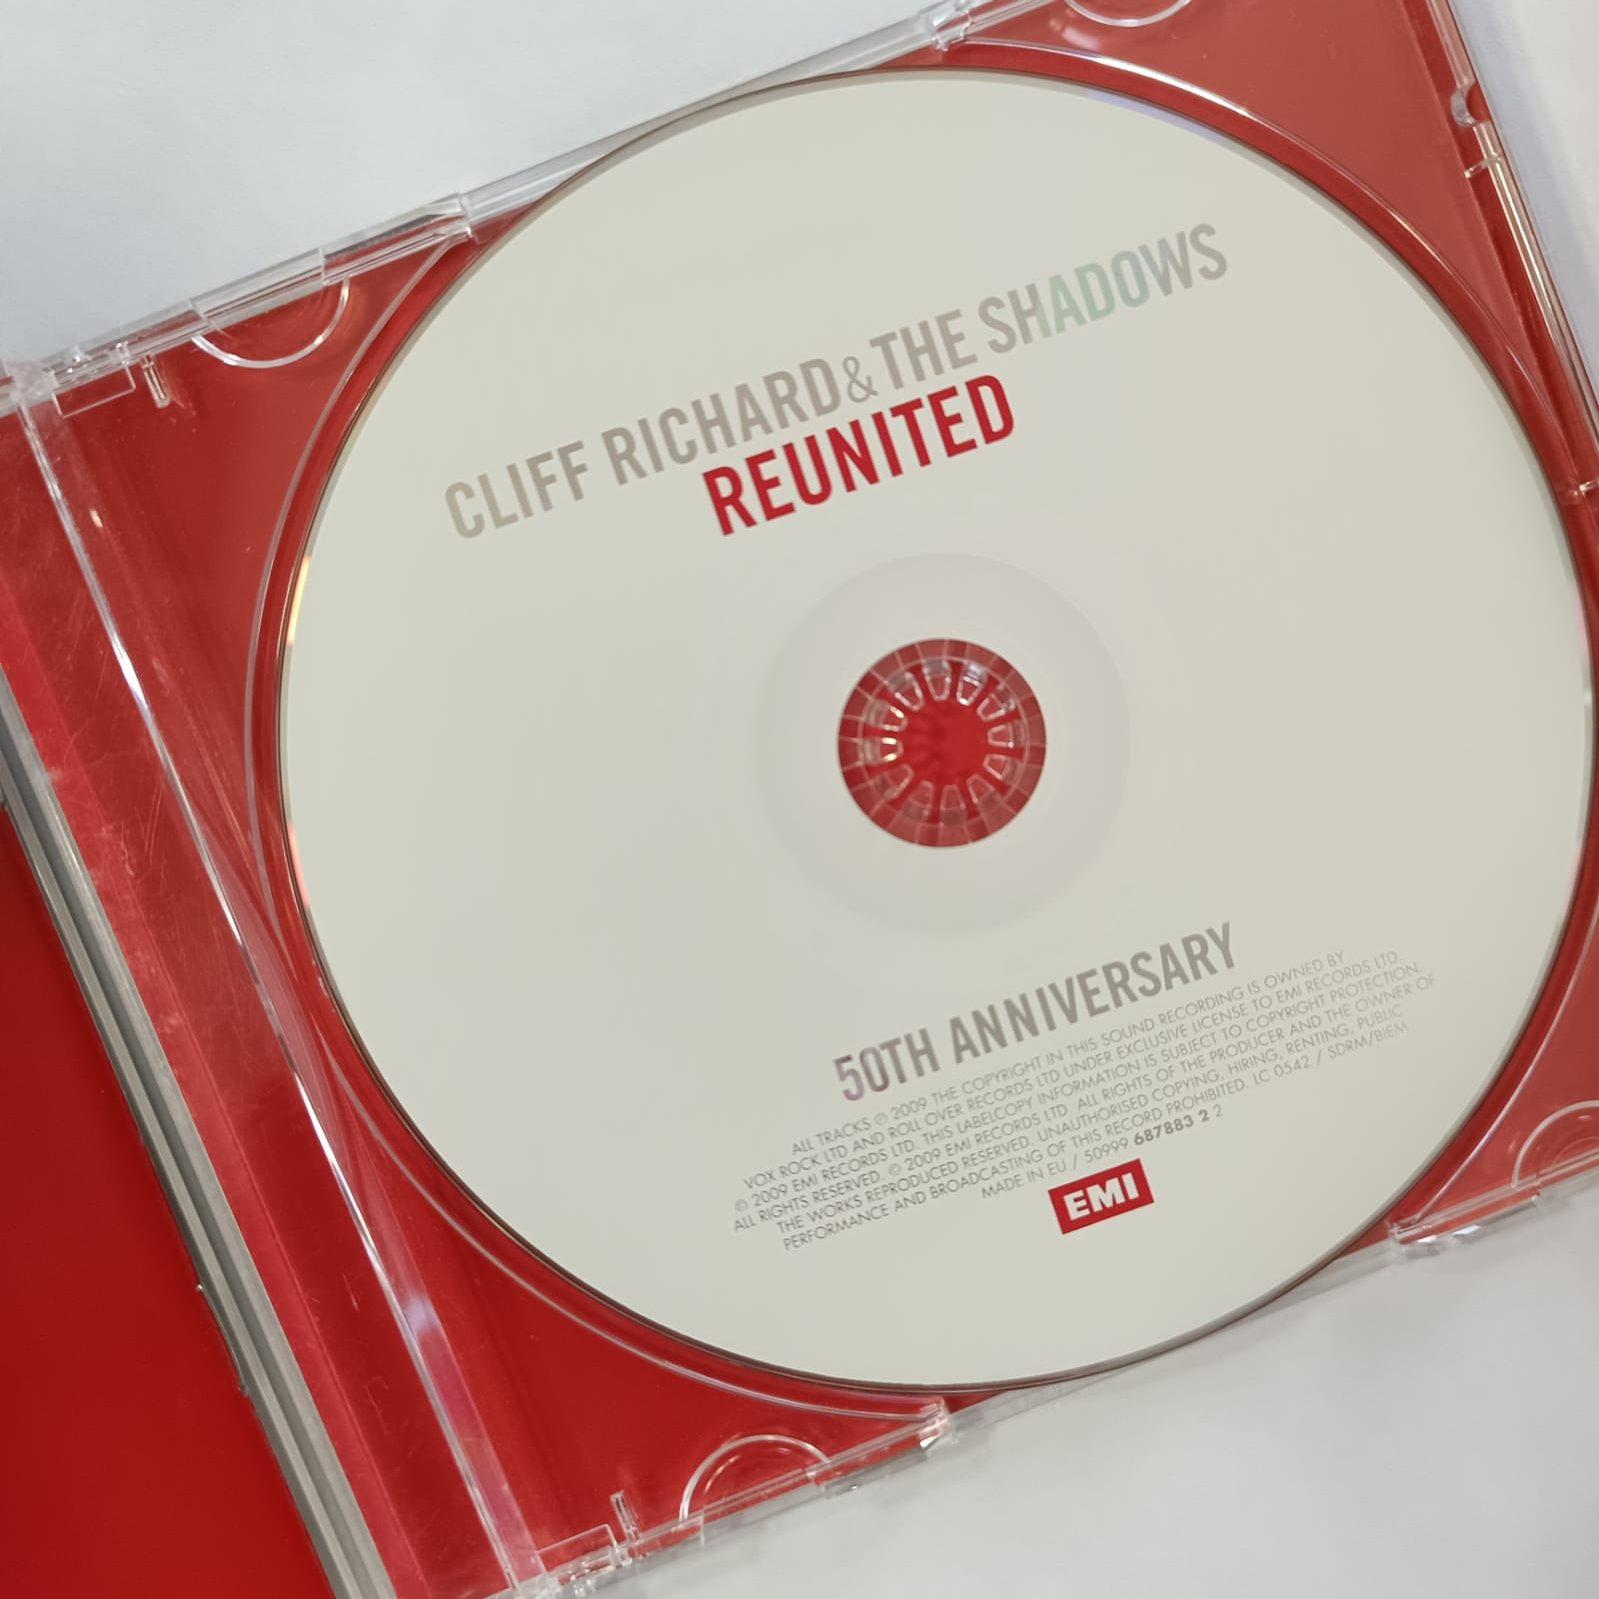 CLIFF RICHARD & THE SHADOWS
REUNITED
50TH ANNIVERSARY
ALL TRACKS ℗ 2009 THE COPYRIGHT IN THIS SOUND RECORDING IS OWNED BY
VOX ROCK LTD AND ROLL OVER RECORDS LTD UNDER EXCLUSIVE LICENSE TO EMI RECORDS LTD.
© 2009 EMI RECORDS LTD. THIS LABELCOPY INFORMATION IS SUBJECT TO COPYRIGHT PROTECTION.
ALL RIGHTS RESERVED. © 2009 EMI RECORDS LTD. ALL RIGHTS OF THE PRODUCER AND THE OWNER OF
THE WORKS REPRODUCED RESERVED. UNAUTHORISED COPYING, HIRING, RENTING, PUBLIC
PERFORMANCE AND BROADCASTING OF THIS RECORD PROHIBITED. LC 0542 / SDRM/BIEM
MADE IN EU / 50999 687883 2 2
EMI